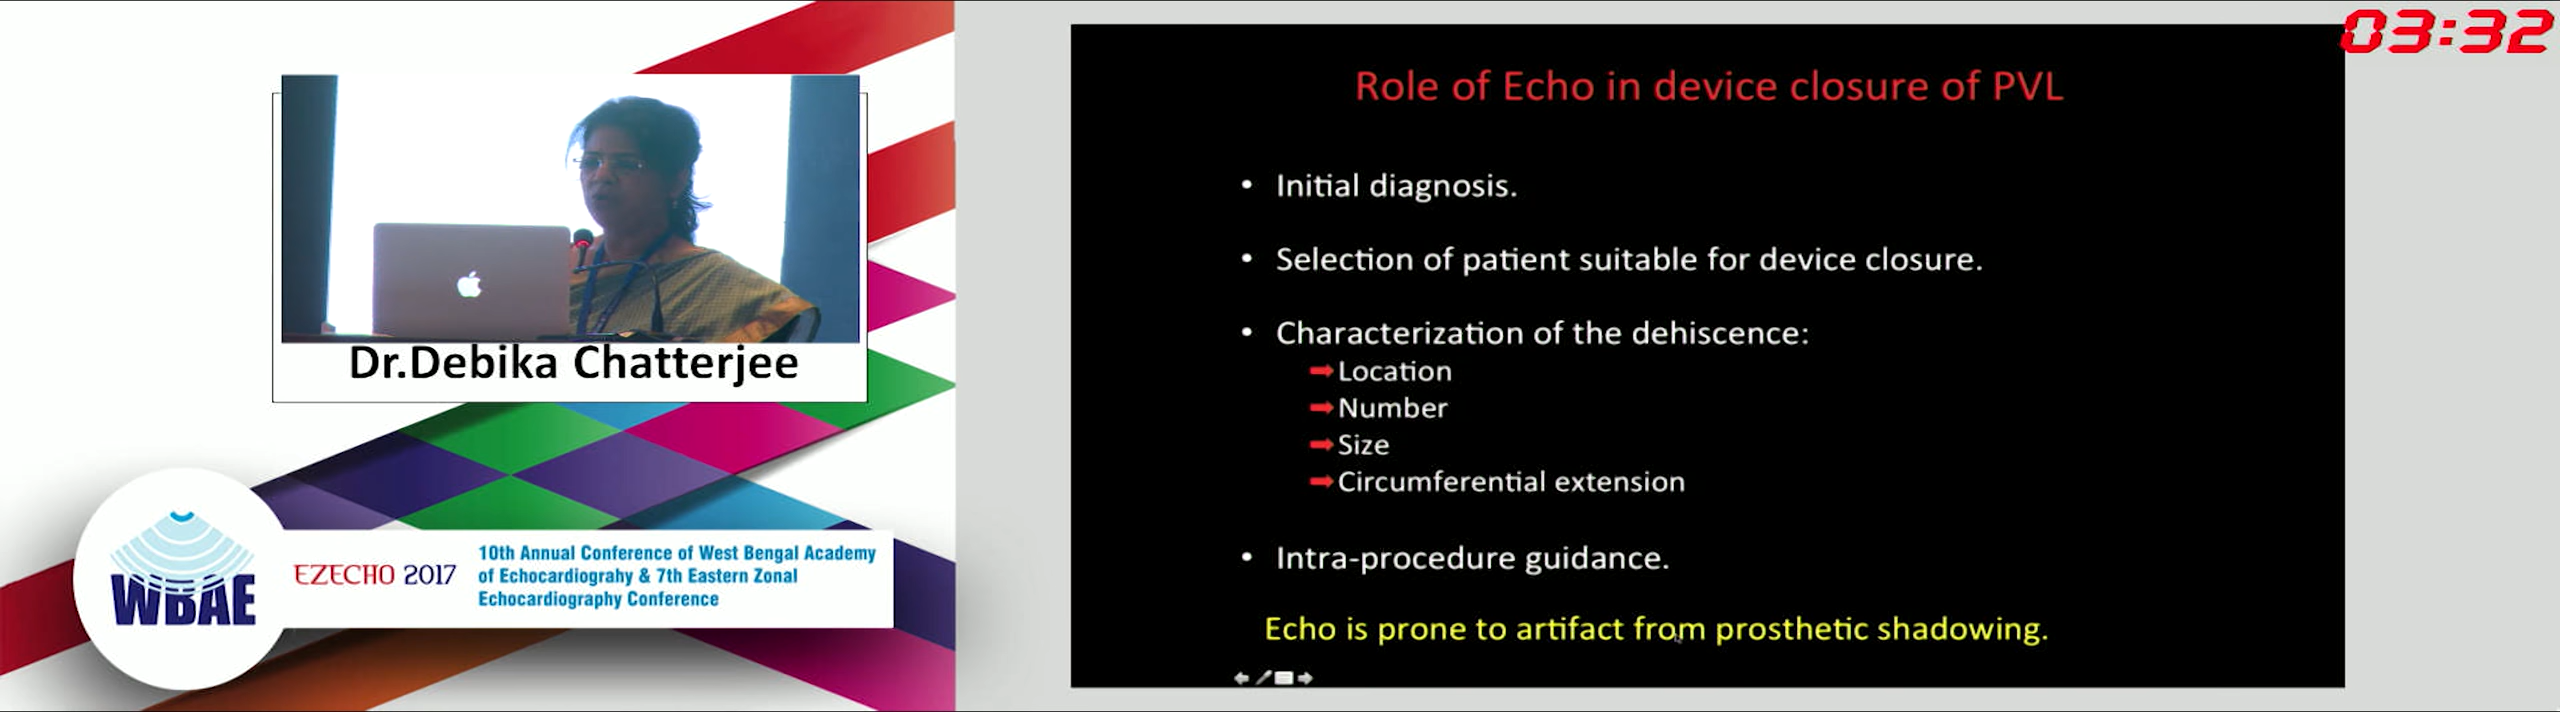 03:32
Dr.Debika Chatterjee
WBAE
EZECHO 2017
10th Annual Conference of West Bengal Academy
of Echocardiograhy & 7th Eastern Zonal
Echocardiography Conference
Role of Echo in device closure of PVL
• Initial diagnosis.
• Selection of patient suitable for device closure.
• Characterization of the dehiscence:
➡Location
➡Number
➡Size
➡Circumferential extension
• Intra-procedure guidance.
Echo is prone to artifact from prosthetic shadowing.